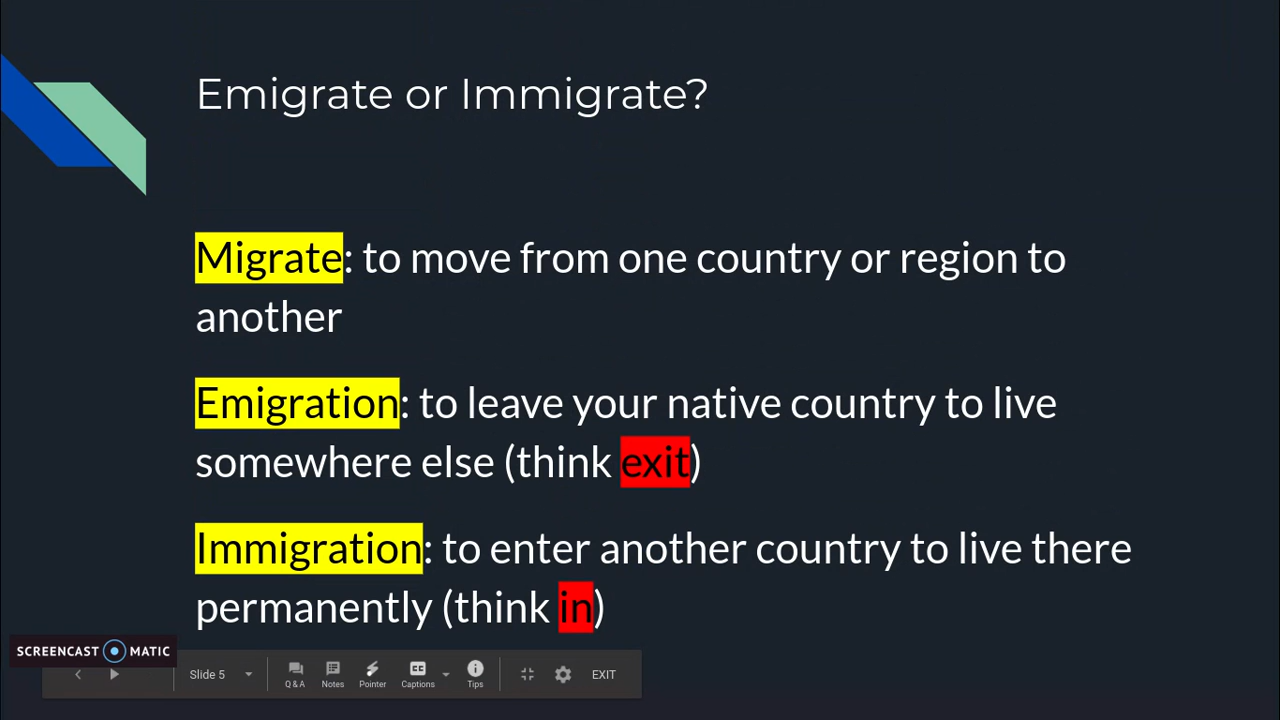 Emigrate or Immigrate?
Migrate: to move from one country or region to
another
Emigration: to leave your native country to live
somewhere else (think exit)
Immigration: to enter another country to live there
permanently (think in)
SCREENCAST MATIC
Slide 5
Q & A
Notes
Pointer
CC
Captions
Tips
EXIT